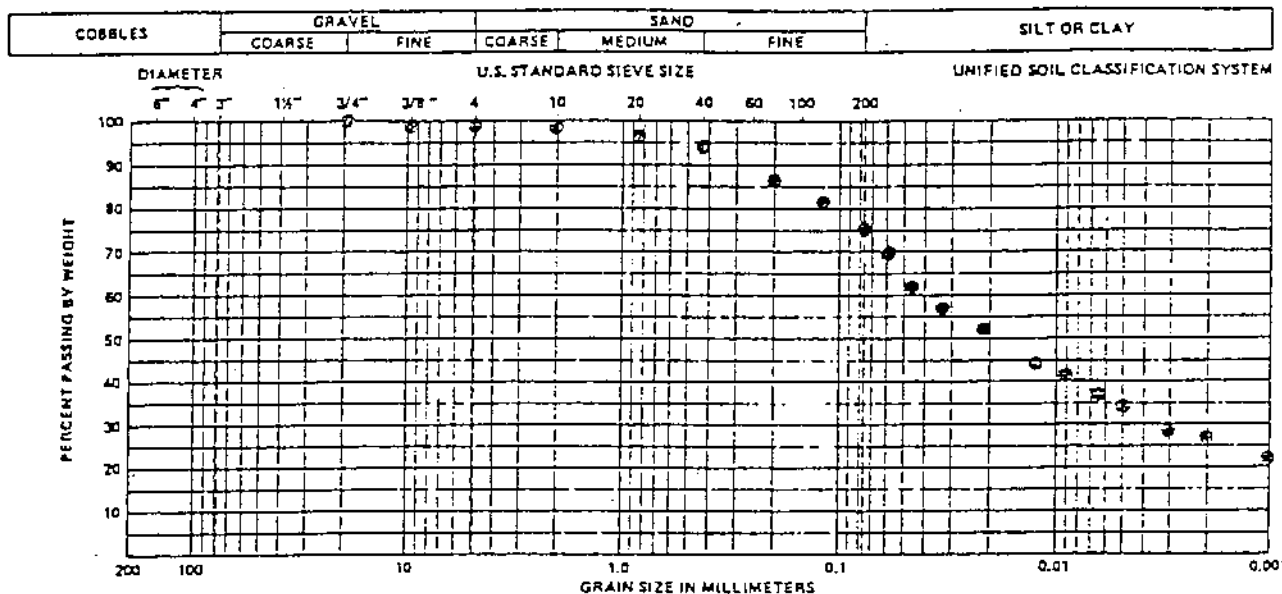 COBBLES GRAVEL SAND SILT OR CLAY
COARSE FINE COARSE MEDIUM FINE
DIAMETER U.S. STANDARD SIEVE SIZE UNIFIED SOIL CLASSIFICATION SYSTEM
6" 4" 3" 1½" 3/4" 3/8" 4 10 20 40 60 100 200
100
90
80
70
60
50
40
30
20
10
PERCENT PASSING BY WEIGHT
200 100 10 1.0 0.1 0.01 0.001
GRAIN SIZE IN MILLIMETERS